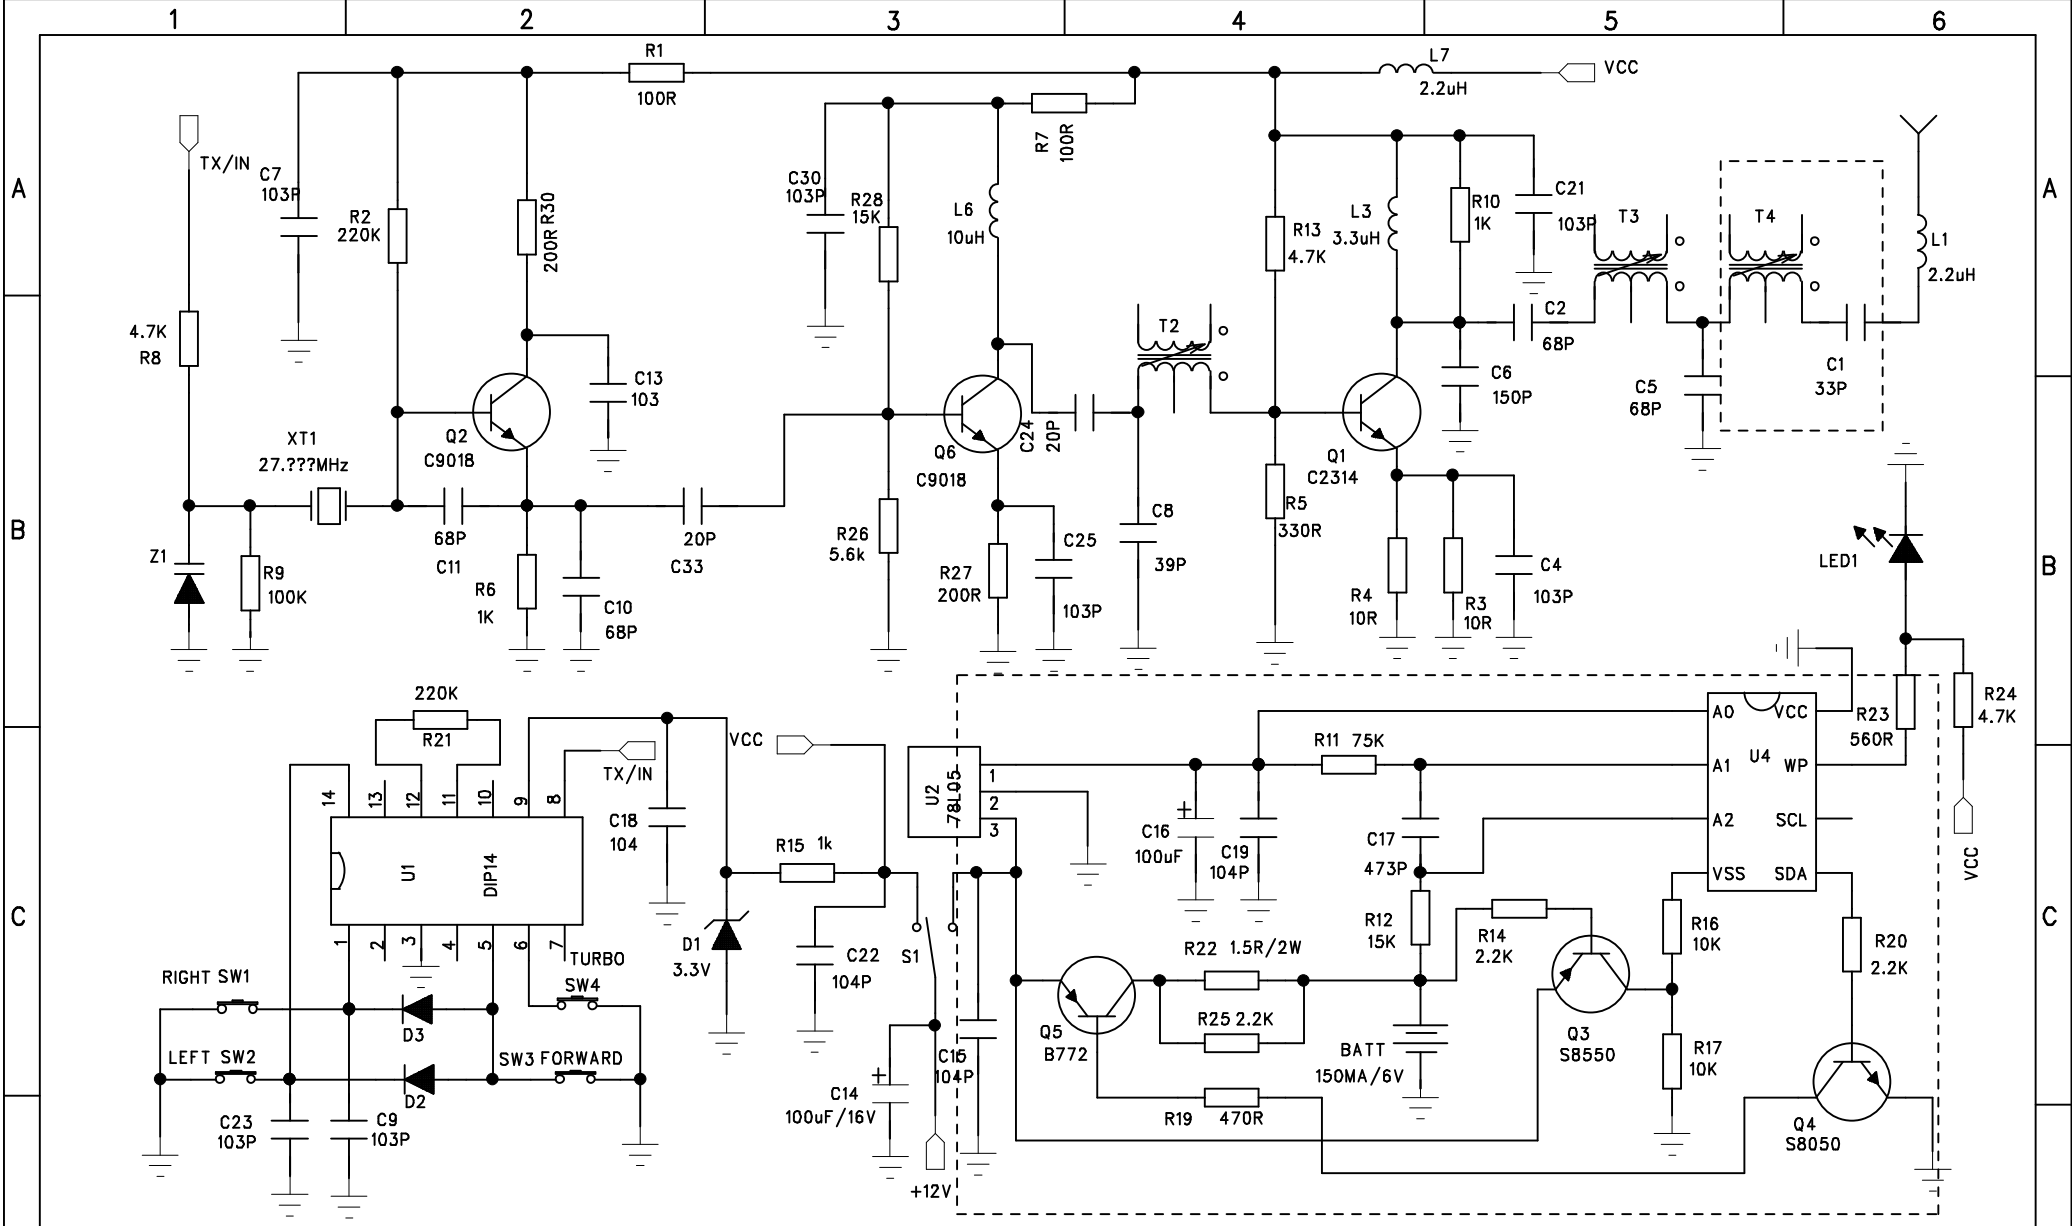 1 2 3 4 5 6
R1
100R
L7
2.2uH
VCC
TX/IN
C7
103P
R2
220K
R30
200R
C30
103P
R28
15K
L6
10uH
R7
100R
R13
4.7K
L3
3.3uH
R10
1K
C21
103P
T3
T4
L1
2.2uH
A
A
4.7K
R8
T2
C2
68P
C13
103
C6
150P
C5
68P
C1
33P
XT1
27.???MHz
Q2
C9018
Q6
C9018
C24
20P
Q1
C2314
B
B
Z1
R9
100K
68P
C11
R6
1K
C10
68P
20P
C33
R26
5.6k
R27
200R
C25
103P
C8
39P
R5
330R
R4
10R
R3
10R
C4
103P
LED1
220K
R21
TX/IN
VCC
U2
78L05
1
2
3
R11 75K
A0 VCC
A1 U4 WP
A2 SCL
VSS SDA
R23
560R
R24
4.7K
VCC
14 13 12 11 10 9 8
U1
DIP14
1 2 3 4 5 6 7
C18
104
R15 1k
C16
+
100uF
C19
104P
C17
473P
C
C
D1
3.3V
C22
104P
S1
R12
15K
R22 1.5R/2W
R14
2.2K
R16
10K
R20
2.2K
TURBO
SW4
RIGHT SW1
D3
LEFT SW2
D2
SW3 FORWARD
C23
103P
C9
103P
C14
+
100uF/16V
+12V
C15
104P
Q5
B772
R25 2.2K
BATT
150MA/6V
Q3
S8550
R17
10K
R19 470R
Q4
S8050